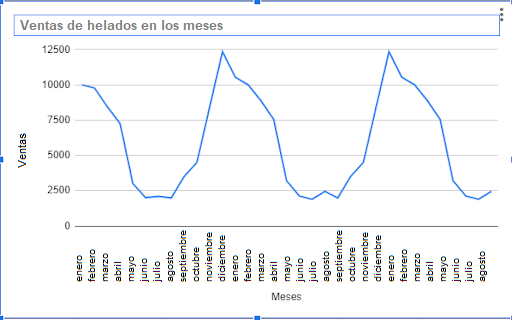 Ventas de helados en los meses
12500
10000
7500
5000
2500
0
Ventas
enero
febrero
marzo
abril
mayo
junio
julio
agosto
septiembre
octubre
noviembre
diciembre
enero
febrero
marzo
abril
mayo
junio
julio
agosto
septiembre
octubre
noviembre
diciembre
enero
febrero
marzo
abril
mayo
junio
julio
agosto
Meses